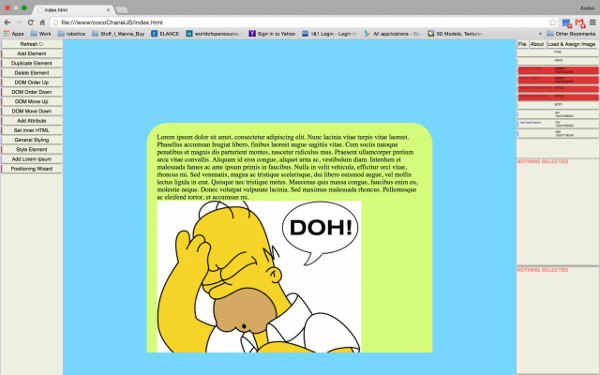 index.html
Andrei
file:///www/cocoChanelJS/index.html
Apps Work robotics Stuff_I_Wanna_Buy ELANCE worldofopensource Sign in to Yahoo 1&1 Login - Login to All applications - G 3D Models, Textures Other Bookmarks
Refresh
Add Element
Duplicate Element
Delete Element
DOM Order Up
DOM Order Down
DOM Move Up
DOM Move Down
Add Attribute
Set Inner HTML
General Styling
Style Element
Add Lorem Ipsum
Positioning Wizard
Lorem ipsum dolor sit amet, consectetur adipiscing elit. Nunc lacinia vitae turpis vitae laoreet.
Phasellus accumsan feugiat libero, finibus laoreet augue sagittis vitae. Cum sociis natoque
penatibus et magnis dis parturient montes, nascetur ridiculus mus. Praesent ullamcorper pretium
arcu vitae convallis. Aliquam id eros congue, aliquet urna ac, vestibulum diam. Interdum et
malesuada fames ac ante ipsum primis in faucibus. Nulla in velit vehicula, efficitur orci vitae,
rhoncus mi. Sed venenatis, magna ac tristique scelerisque, dui libero euismod augue, vel mollis
lectus ligula in erat. Quisque nec tristique metus. Maecenas quis massa congue, faucibus enim eu,
molestie neque. Donec volutpat vulputate lacinia. Sed maximus malesuada rhoncus. Pellentesque
ac eleifend tortor, et accumsan mi.
DOH!
File About Load & Assign Image
HTML
HEAD
BODY
DIV
DIV
NOTHING SELECTED
NOTHING SELECTED